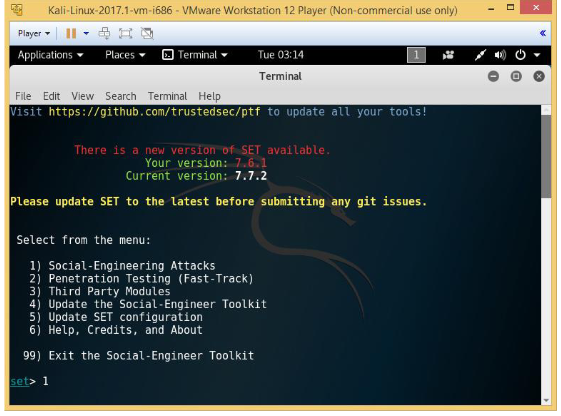 Kali-Linux-2017.1-vm-i686 - VMware Workstation 12 Player (Non-commercial use only)
Player
Applications Places Terminal Tue 03:14 1
Terminal
File Edit View Search Terminal Help
Visit https://github.com/trustedsec/ptf to update all your tools!
There is a new version of SET available.
Your version: 7.6.1
Current version: 7.7.2
Please update SET to the latest before submitting any git issues.
Select from the menu:
1) Social-Engineering Attacks
2) Penetration Testing (Fast-Track)
3) Third Party Modules
4) Update the Social-Engineer Toolkit
5) Update SET configuration
6) Help, Credits, and About
99) Exit the Social-Engineer Toolkit
set> 1